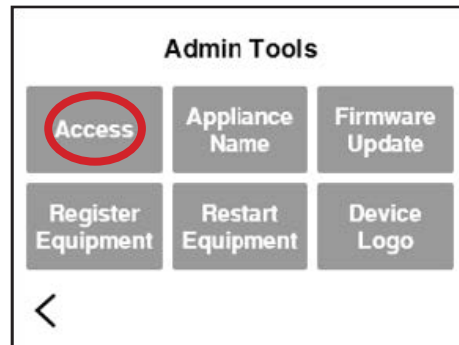 Admin Tools
Access
Appliance
Name
Firmware
Update
Register
Equipment
Restart
Equipment
Device
Logo